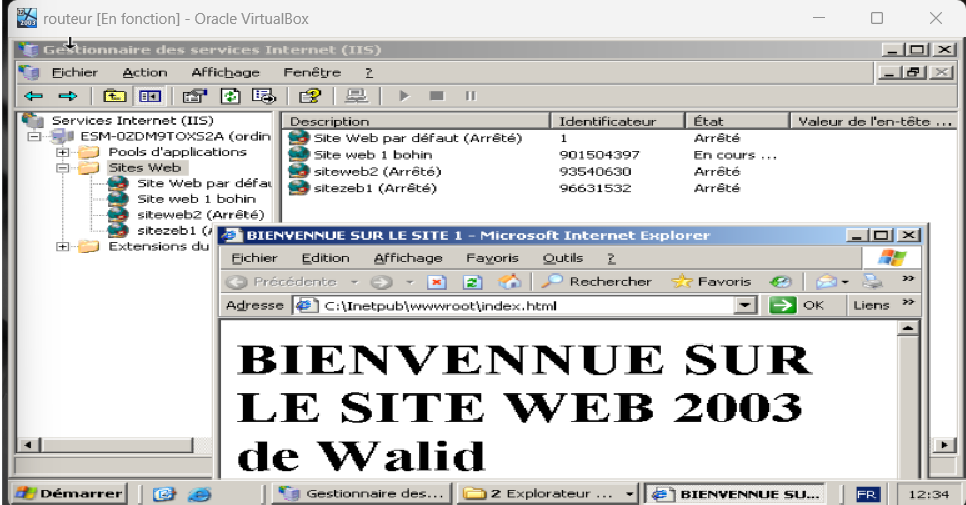 routeur [En fonction] - Oracle VirtualBox
Gestionnaire des services Internet (IIS)
Fichier Action Affichage Fenêtre ?
Services Internet (IIS)
ESM-0ZDM9TOXS2A (ordin
Pools d'applications
Sites Web
Site Web par défau
Site web 1 bohin
siteweb2 (Arrêté)
sitezeb1 (
Extensions du
Description Identificateur État Valeur de l'en-tête ...
Site Web par défaut (Arrêté) 1 Arrêté
Site web 1 bohin 901504397 En cours ...
siteweb2 (Arrêté) 93540630 Arrêté
sitezeb1 (Arrêté) 96631532 Arrêté
BIENVENNUE SUR LE SITE 1 - Microsoft Internet Explorer
Fichier Edition Affichage Favoris Outils ?
Précédente Rechercher Favoris
Adresse C:\Inetpub\wwwroot\index.html OK Liens
BIENVENNUE SUR
LE SITE WEB 2003
de Walid
Démarrer Gestionnaire des... 2 Explorateur ... BIENVENNUE SU... FR 12:34